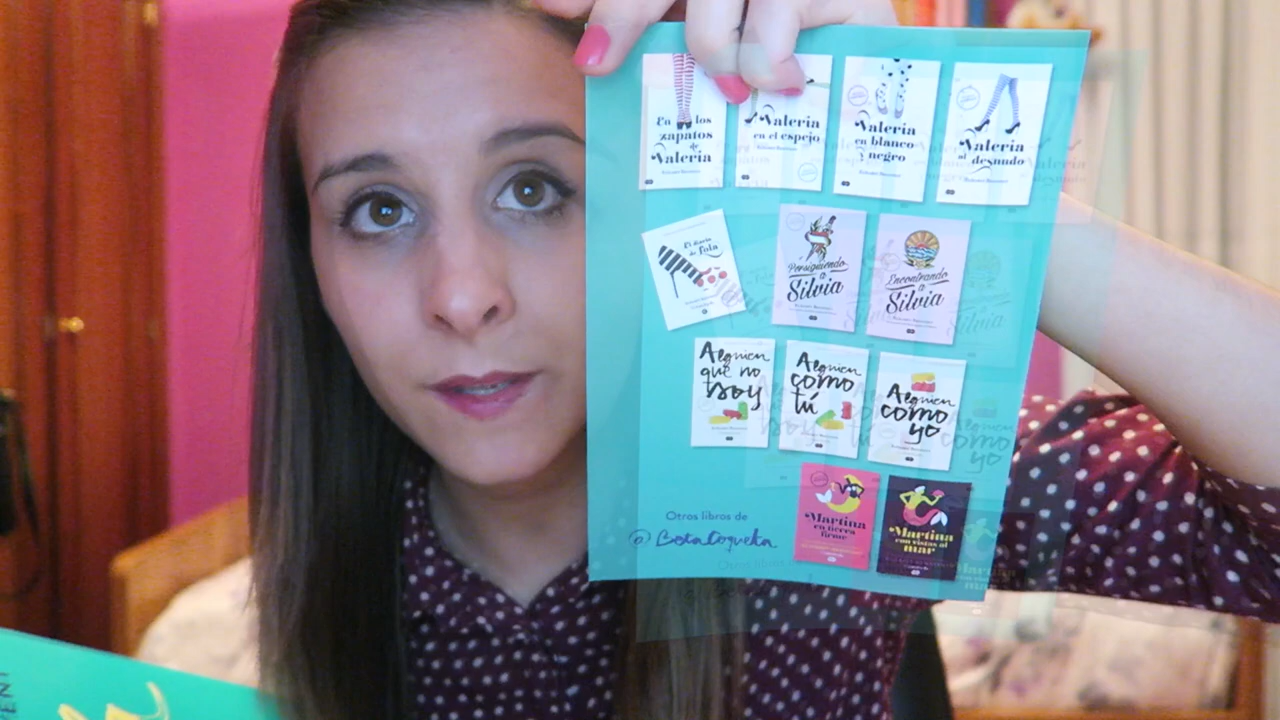 En los
zapatos
de
Valeria
Valeria
en el espejo
Valeria
en blanco
y negro
Valeria
al desnudo
El diario
de Lola
Persiguiendo
a
Silvia
Encontrando
a
Silvia
Alguien
que no
soy
Alguien
como
tú
Alguien
como
yo
Martina
en tierra
firme
Martina
con vistas al
mar
Otros libros de
@BetaCoqueta